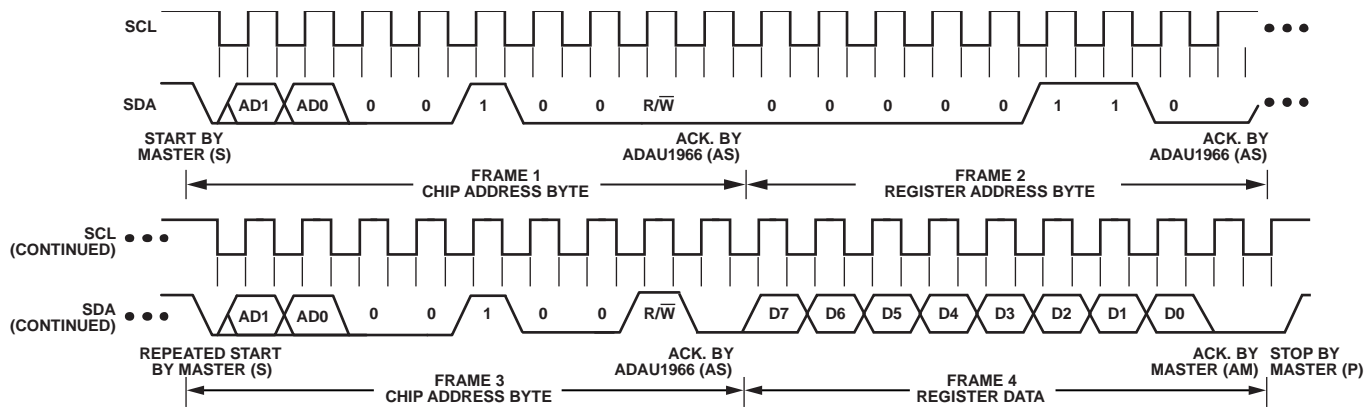 SCL
SDA AD1 AD0 0 0 1 0 0 R/W̅ 0 0 0 0 0 1 1 0
START BY
MASTER (S)
ACK. BY
ADAU1966 (AS)
ACK. BY
ADAU1966 (AS)
FRAME 1
CHIP ADDRESS BYTE
FRAME 2
REGISTER ADDRESS BYTE
SCL
(CONTINUED)
SDA
(CONTINUED)
AD1 AD0 0 0 1 0 0 R/W̅ D7 D6 D5 D4 D3 D2 D1 D0
REPEATED START
BY MASTER (S)
ACK. BY
ADAU1966 (AS)
ACK. BY
MASTER (AM)
STOP BY
MASTER (P)
FRAME 3
CHIP ADDRESS BYTE
FRAME 4
REGISTER DATA